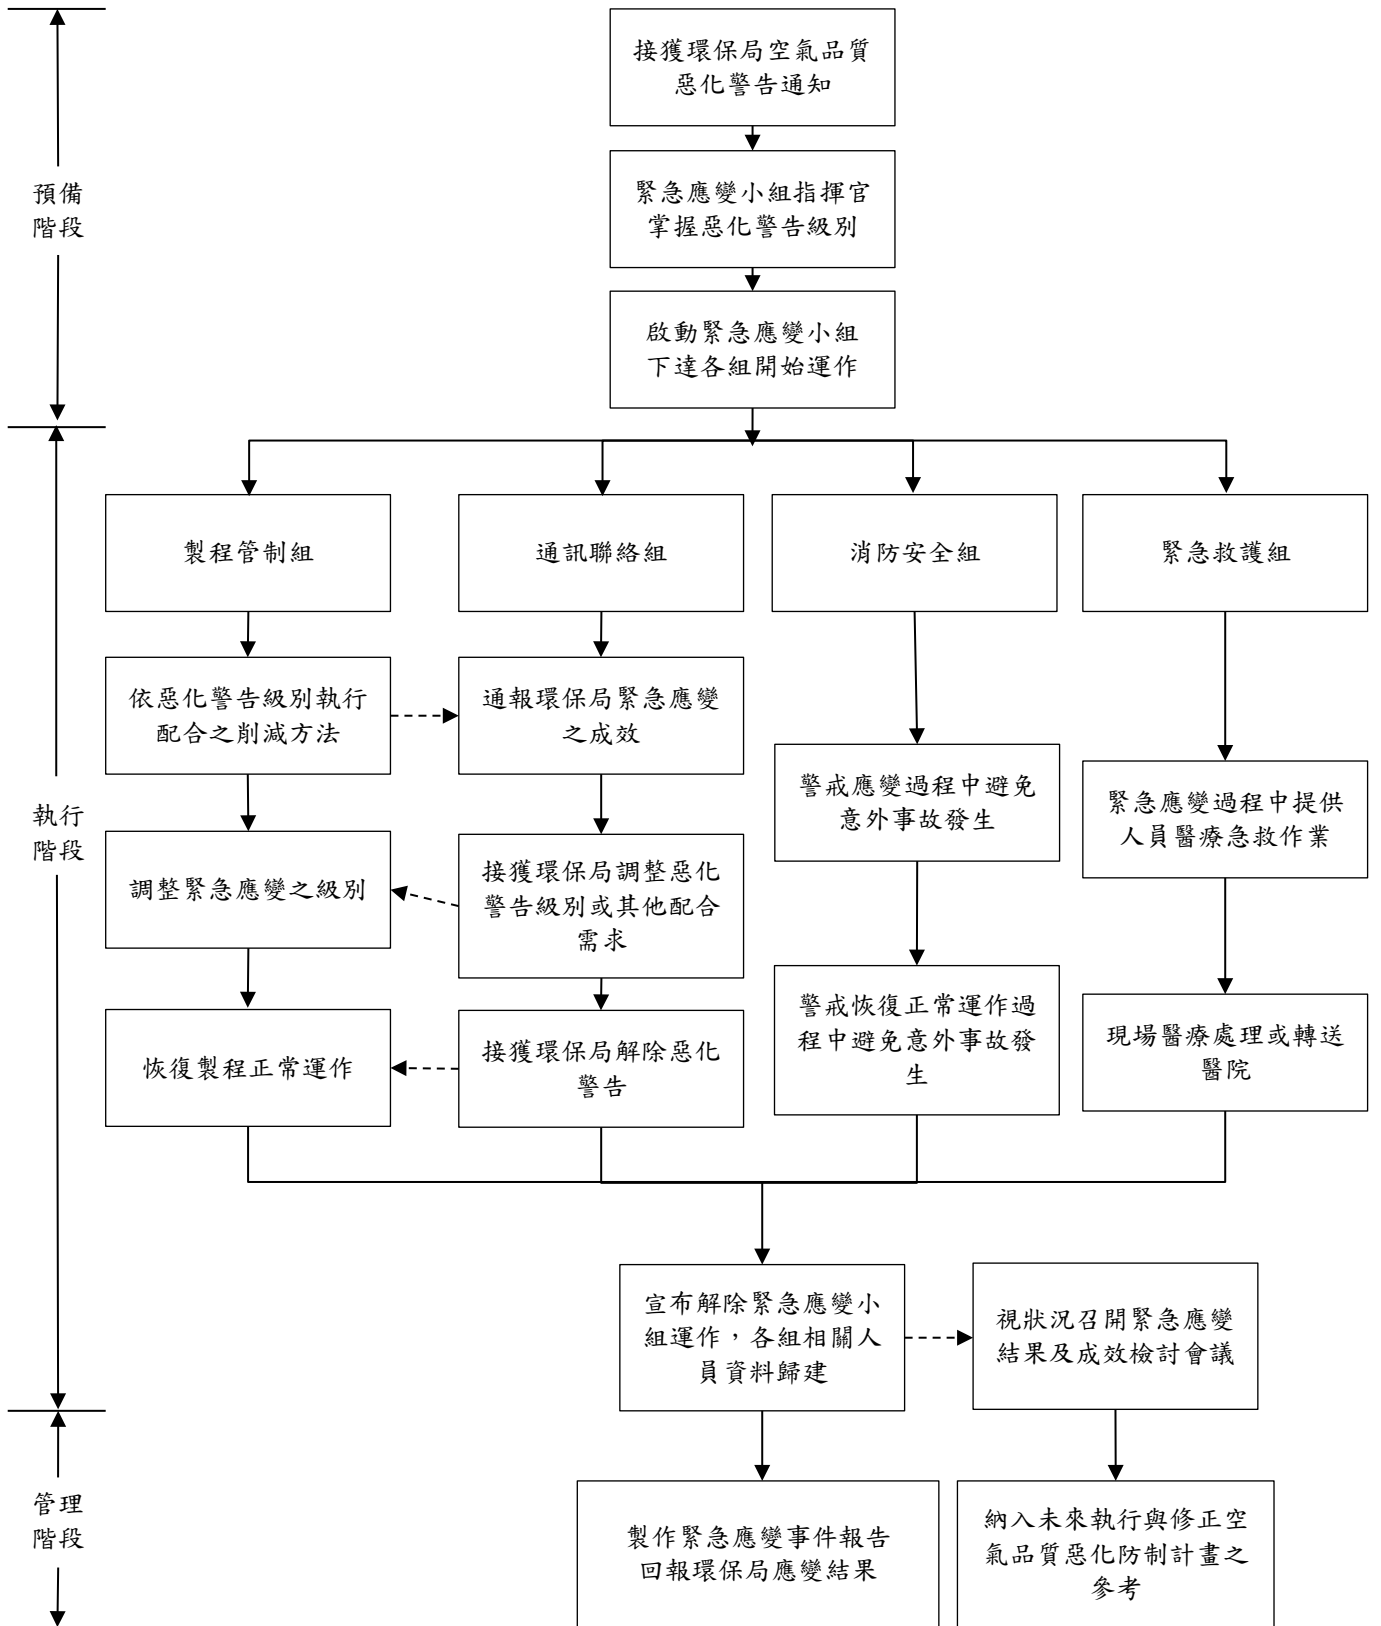 接獲環保局空氣品質
惡化警告通知
預備
階段
緊急應變小組指揮官
掌握惡化警告級別
啟動緊急應變小組
下達各組開始運作
製程管制組
通訊聯絡組
消防安全組
緊急救護組
依惡化警告級別執行
配合之削減方法
通報環保局緊急應變
之成效
警戒應變過程中避免
意外事故發生
緊急應變過程中提供
人員醫療急救作業
執行
階段
調整緊急應變之級別
接獲環保局調整惡化
警告級別或其他配合
需求
恢復製程正常運作
接獲環保局解除惡化
警告
警戒恢復正常運作過
程中避免意外事故發
生
現場醫療處理或轉送
醫院
宣布解除緊急應變小
組運作，各組相關人
員資料歸建
視狀況召開緊急應變
結果及成效檢討會議
管理
階段
製作緊急應變事件報告
回報環保局應變結果
納入未來執行與修正空
氣品質惡化防制計畫之
參考